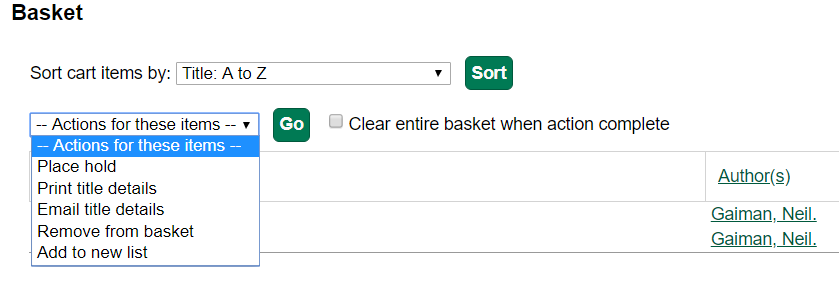 Basket
Sort cart items by: Title: A to Z Sort
-- Actions for these items -- Go Clear entire basket when action complete
-- Actions for these items --
Place hold
Print title details
Email title details
Remove from basket
Add to new list
Author(s)
Gaiman, Neil.
Gaiman, Neil.